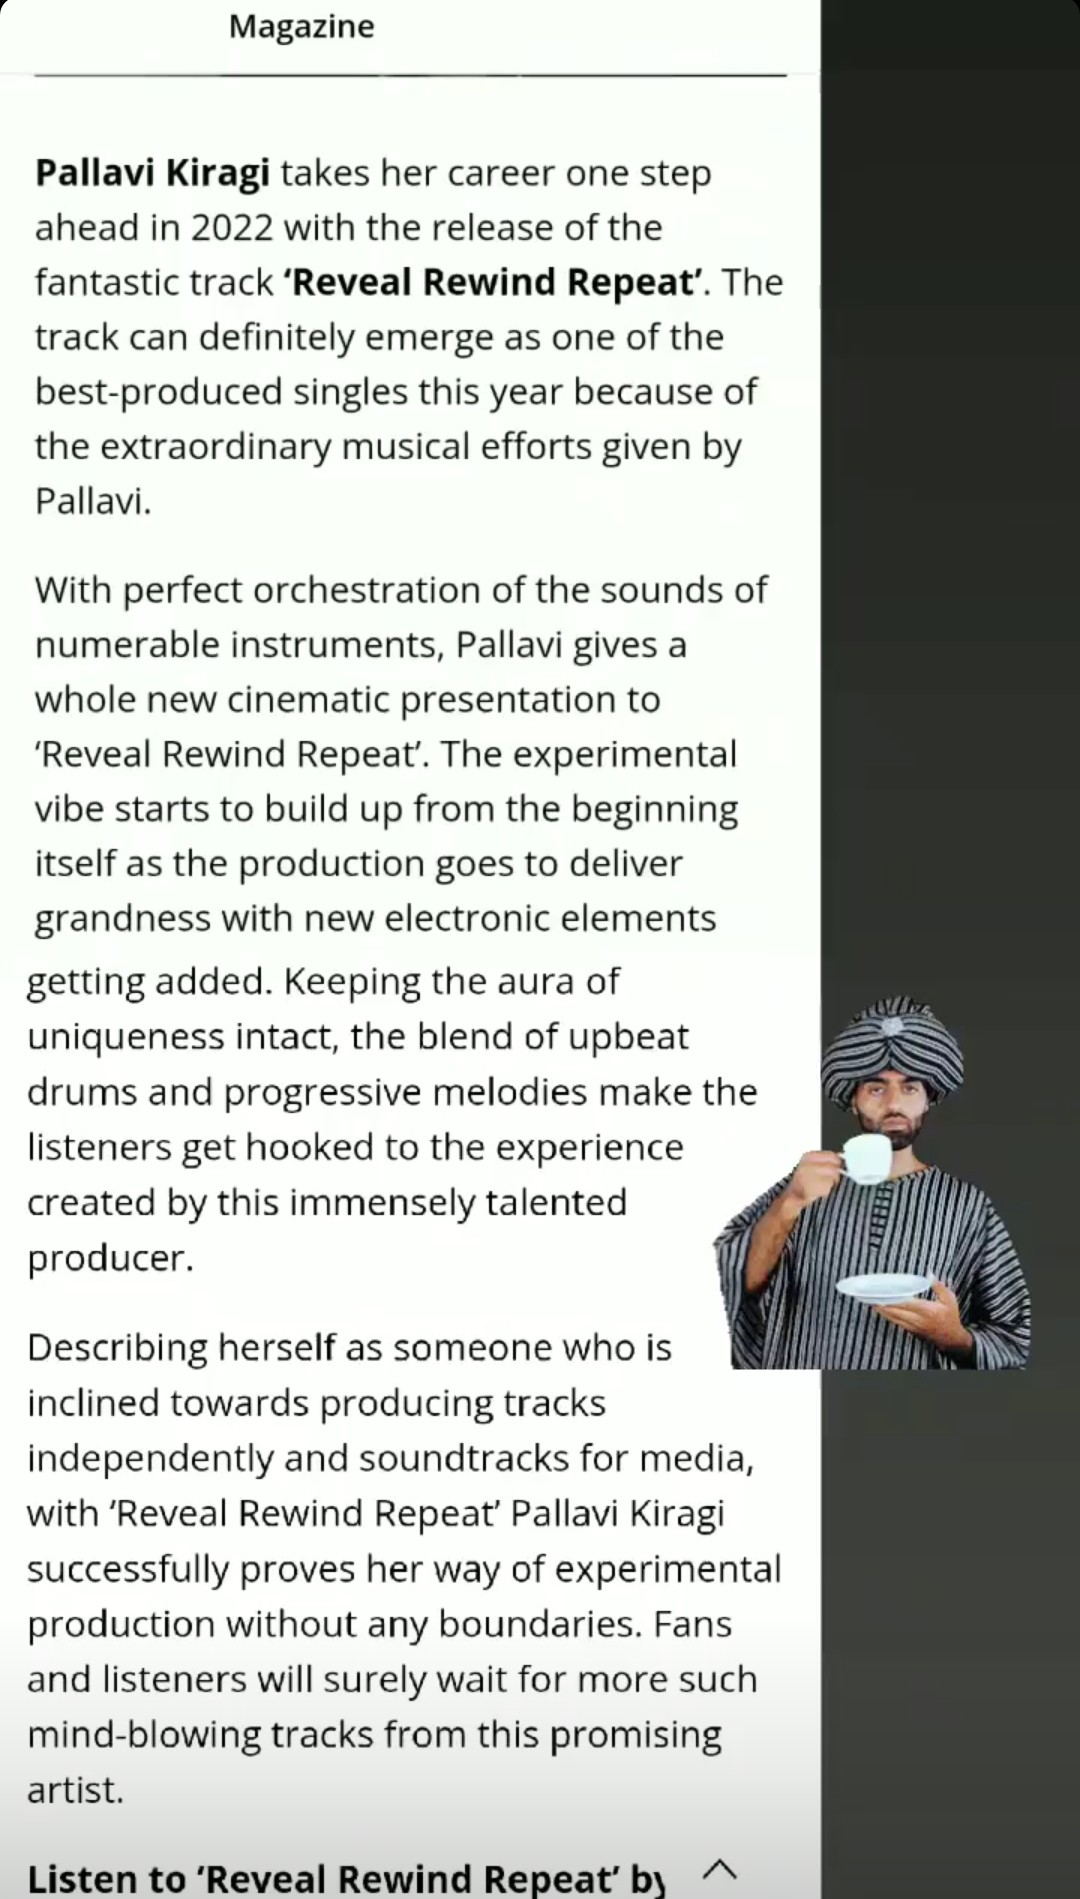 Magazine
Pallavi Kiragi takes her career one step
ahead in 2022 with the release of the
fantastic track ‘Reveal Rewind Repeat’. The
track can definitely emerge as one of the
best-produced singles this year because of
the extraordinary musical efforts given by
Pallavi.
With perfect orchestration of the sounds of
numerable instruments, Pallavi gives a
whole new cinematic presentation to
‘Reveal Rewind Repeat’. The experimental
vibe starts to build up from the beginning
itself as the production goes to deliver
grandness with new electronic elements
getting added. Keeping the aura of
uniqueness intact, the blend of upbeat
drums and progressive melodies make the
listeners get hooked to the experience
created by this immensely talented
producer.
Describing herself as someone who is
inclined towards producing tracks
independently and soundtracks for media,
with ‘Reveal Rewind Repeat’ Pallavi Kiragi
successfully proves her way of experimental
production without any boundaries. Fans
and listeners will surely wait for more such
mind-blowing tracks from this promising
artist.
Listen to ‘Reveal Rewind Repeat’ by